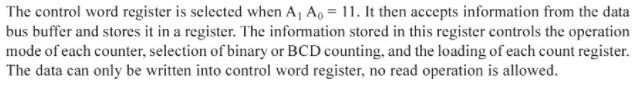 The control word register is selected when A₁ A₀ = 11. It then accepts information from the data
bus buffer and stores it in a register. The information stored in this register controls the operation
mode of each counter, selection of binary or BCD counting, and the loading of each count register.
The data can only be written into control word register, no read operation is allowed.